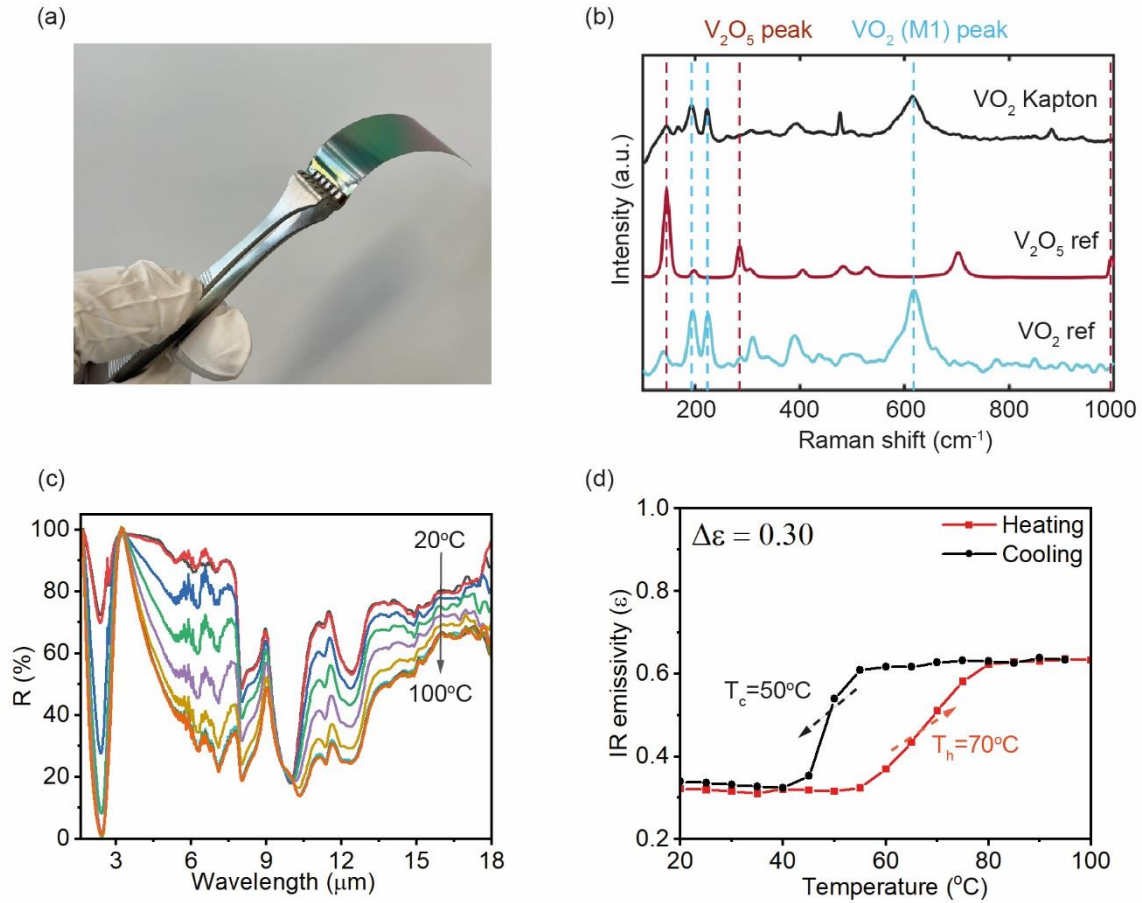 (a)
(b)
V₂O₅ peak VO₂ (M1) peak
VO₂ Kapton
V₂O₅ ref
VO₂ ref
Intensity (a.u.)
200 400 600 800 1000
Raman shift (cm⁻¹)
(c)
100
80
60
40
20
0
R (%)
20°C
100°C
3 6 9 12 15 18
Wavelength (μm)
(d)
1.0
0.8
0.6
0.4
0.2
IR emissivity (ε)
Δε = 0.30
Heating
Cooling
T_c=50°C
T_h=70°C
20 40 60 80 100
Temperature (°C)